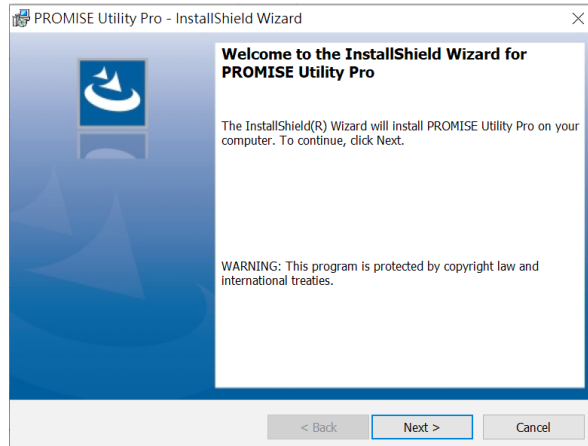 PROMISE Utility Pro - InstallShield Wizard
Welcome to the InstallShield Wizard for
PROMISE Utility Pro
The InstallShield(R) Wizard will install PROMISE Utility Pro on your
computer. To continue, click Next.
WARNING: This program is protected by copyright law and
international treaties.
< Back
Next >
Cancel